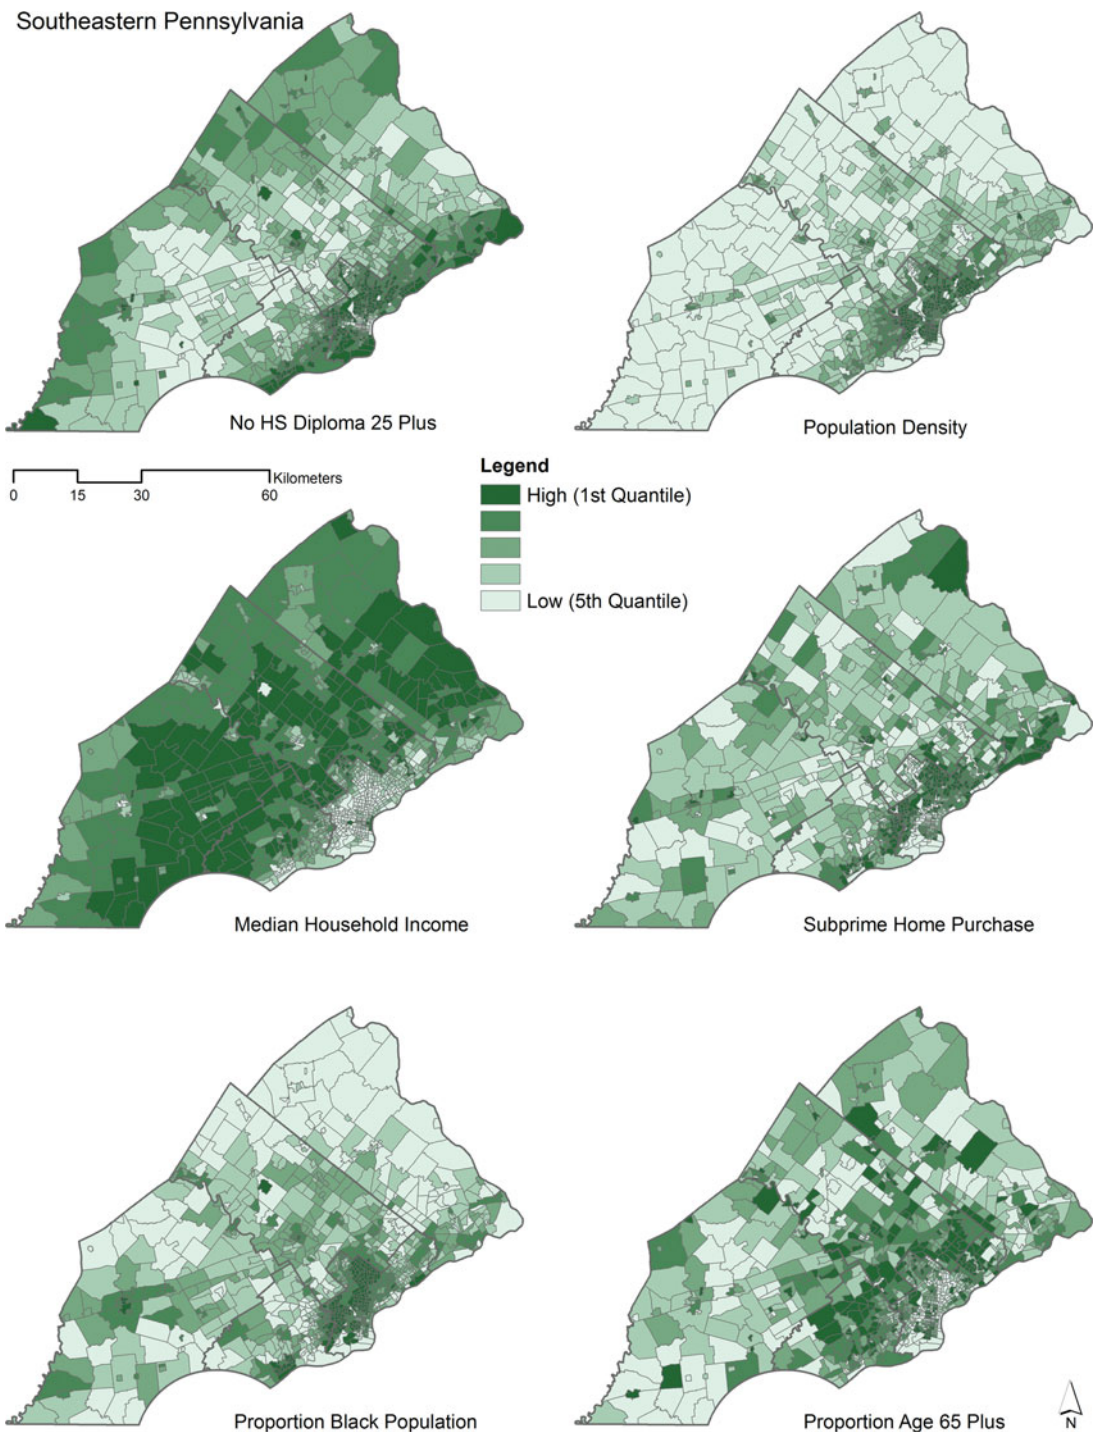 Southeastern Pennsylvania
No HS Diploma 25 Plus
Population Density
Legend
Kilometers
0 15 30 60
High (1st Quantile)
Low (5th Quantile)
Median Household Income
Subprime Home Purchase
Proportion Black Population
Proportion Age 65 Plus
N